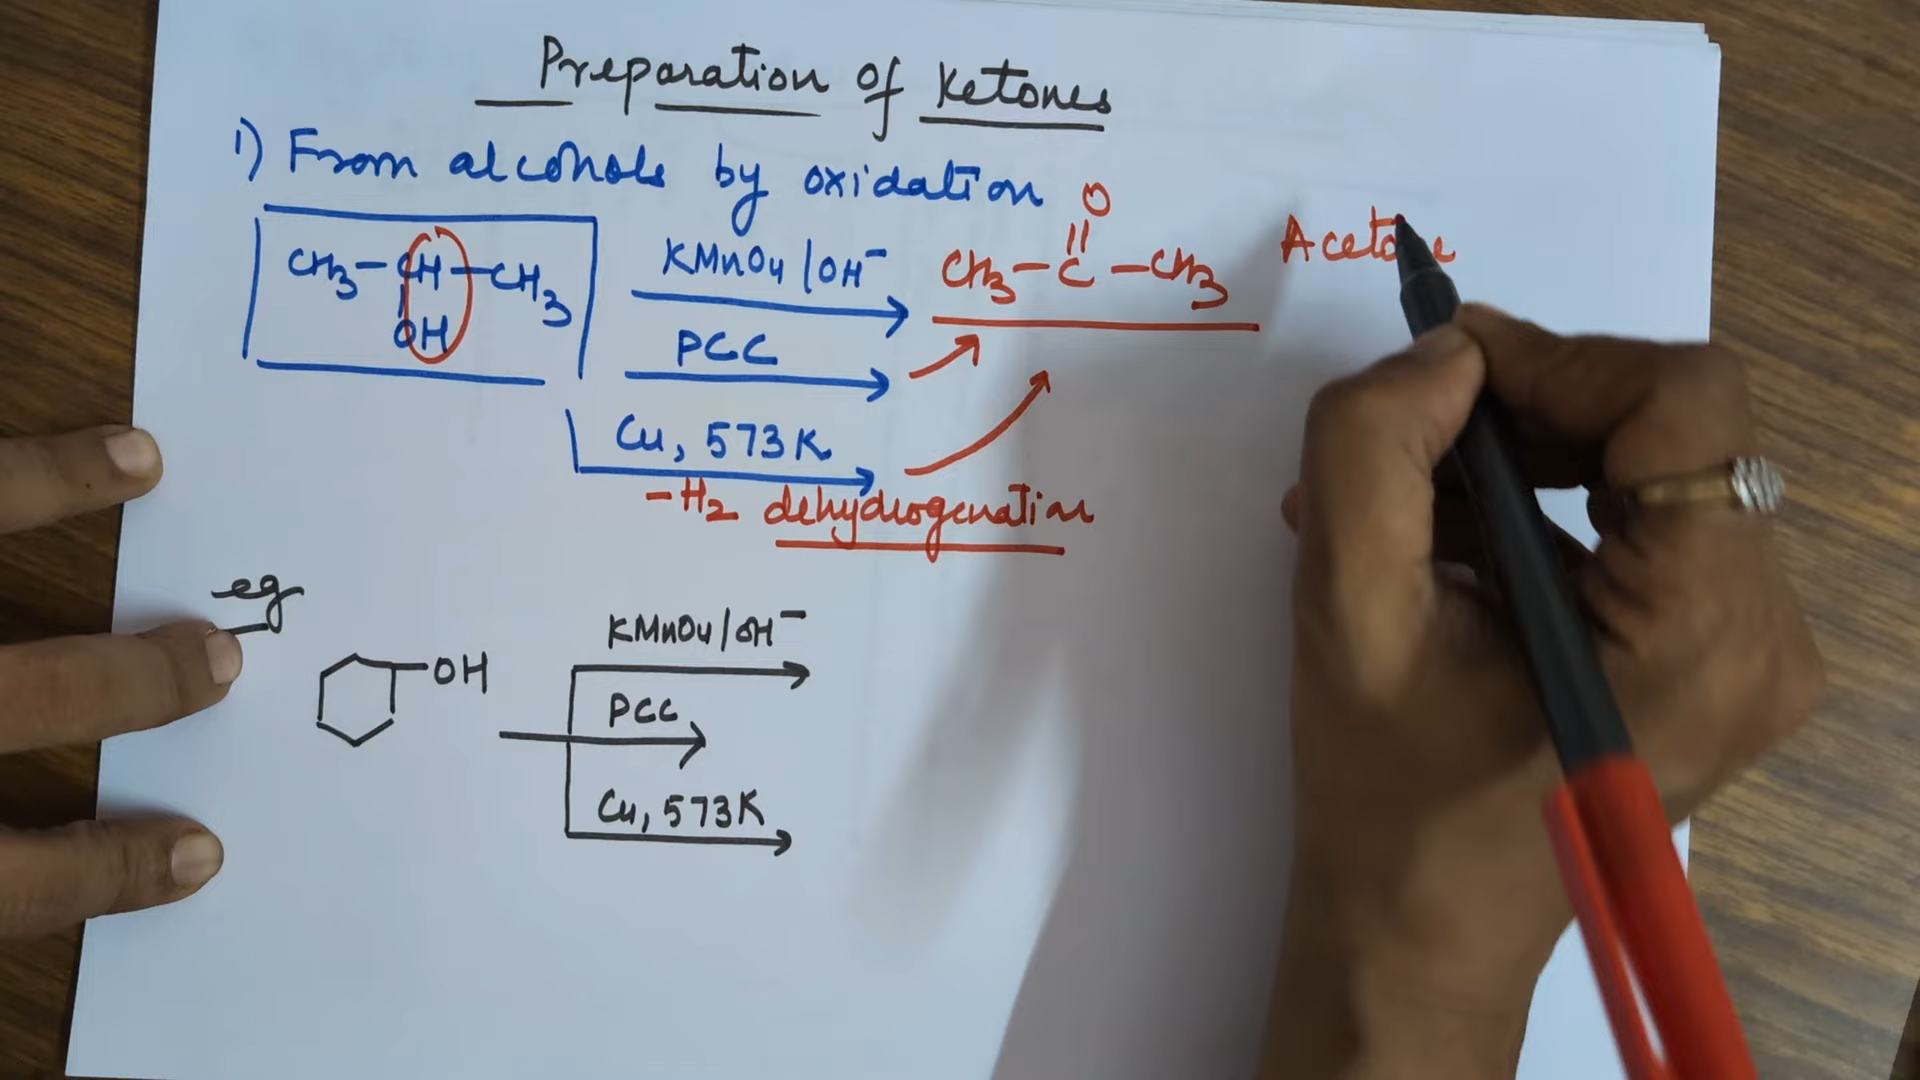 Preparation of Ketones
1) From alcohols by oxidation
O
||
CH3-CH-CH3 KMnO4/OH⁻ CH3-C-CH3 Acetone
|
OH PCC
Cu, 573K
-H2 dehydrogenation
eg
KMnO4/OH⁻
OH
PCC
Cu, 573K